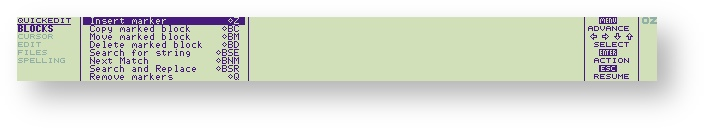 QUICKEDIT
BLOCKS
CURSOR
EDIT
FILES
SPELLING
Insert marker ◇Z
Copy marked block ◇BC
Move marked block ◇BM
Delete marked block ◇BD
Search for string ◇BSE
Next Match ◇BNM
Search and Replace ◇BSR
Remove markers ◇Q
MENU
ADVANCE
⇦ ⇨ ⇩ ⇧
SELECT
ENTER
ACTION
ESC
RESUME
OZ